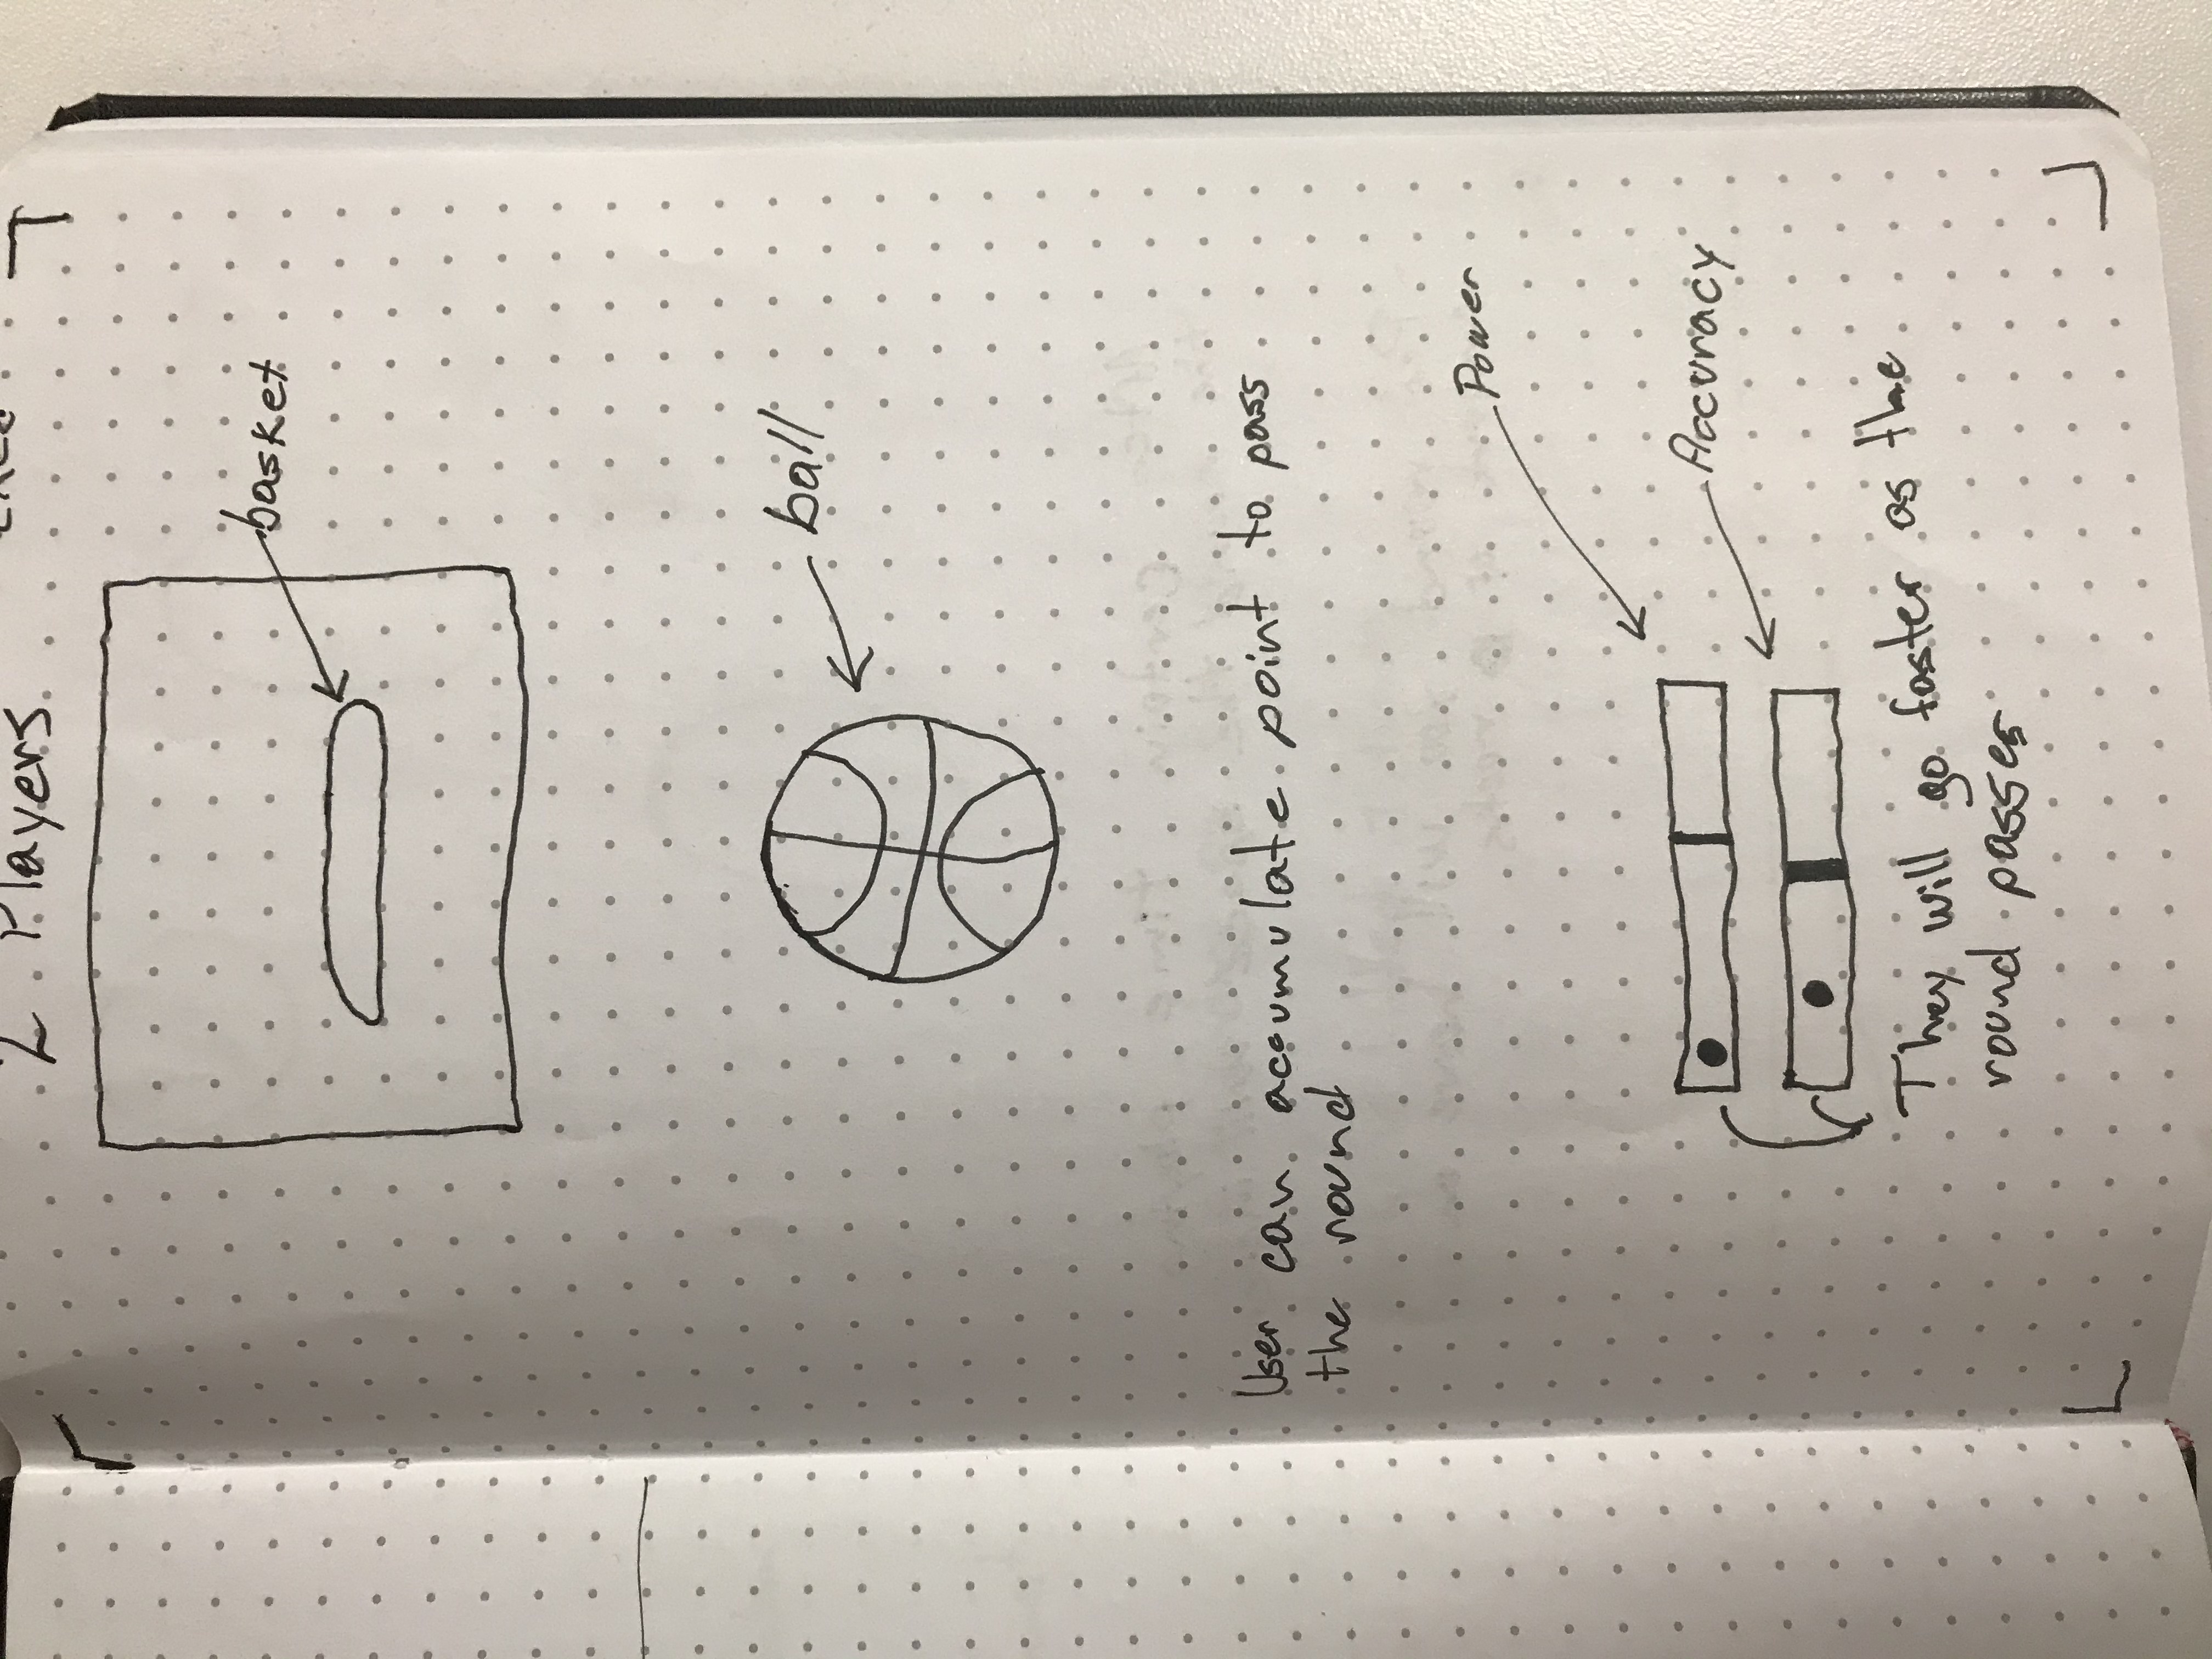 2 Players
basket
ball
User can accumulate point to pass
the round
Power
Accuracy
They will go faster as the
round passes